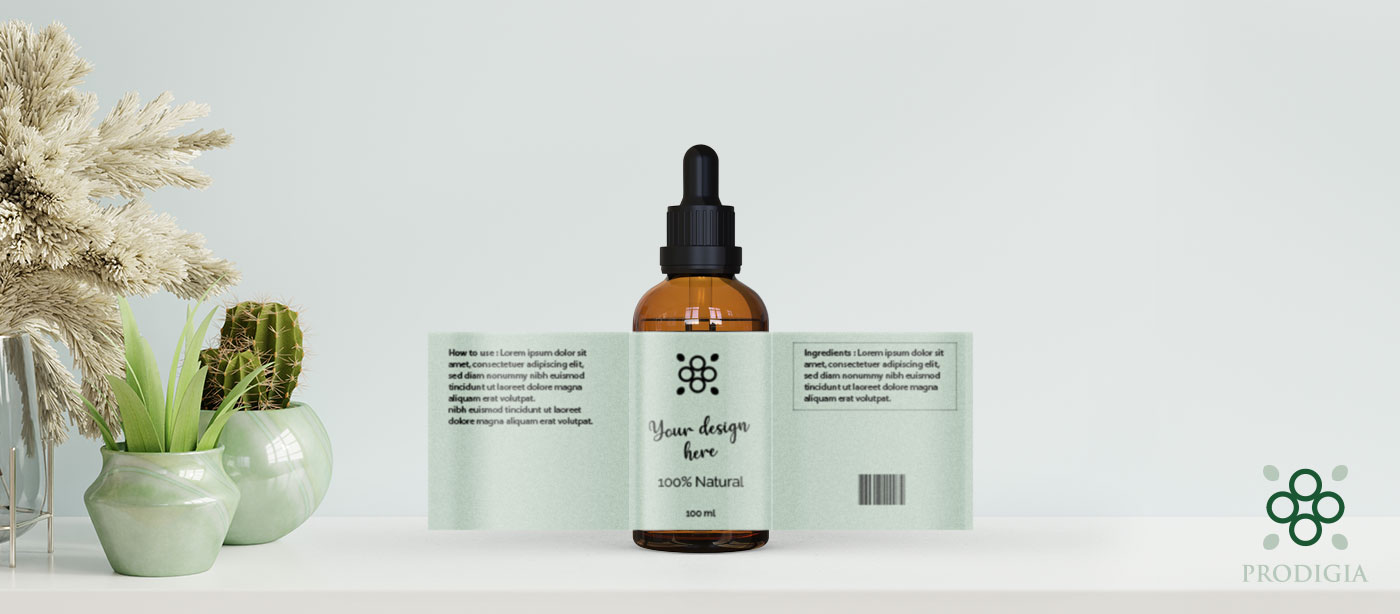 How to use : Lorem ipsum dolor sit
amet, consectetuer adipiscing elit,
sed diam nonummy nibh euismod
tincidunt ut laoreet dolore magna
aliquam erat volutpat.
nibh euismod tincidunt ut laoreet
dolore magna aliquam erat volutpat.
Your design
here
100% Natural
100 ml
Ingredients : Lorem ipsum dolor sit
amet, consectetuer adipiscing elit,
sed diam nonummy nibh euismod
tincidunt ut laoreet dolore magna
aliquam erat volutpat.
PRODIGIA